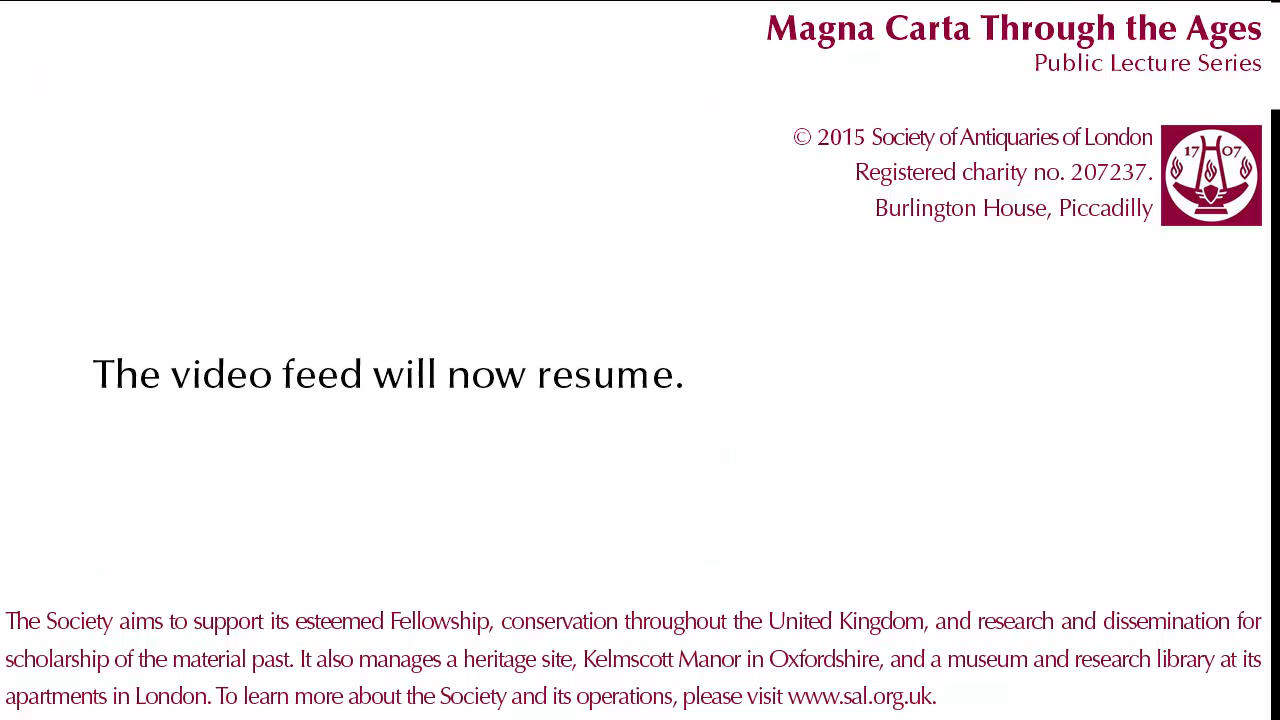 Magna Carta Through the Ages
Public Lecture Series
© 2015 Society of Antiquaries of London
Registered charity no. 207237.
Burlington House, Piccadilly
17 07
The video feed will now resume.
The Society aims to support its esteemed Fellowship, conservation throughout the United Kingdom, and research and dissemination for
scholarship of the material past. It also manages a heritage site, Kelmscott Manor in Oxfordshire, and a museum and research library at its
apartments in London. To learn more about the Society and its operations, please visit www.sal.org.uk.